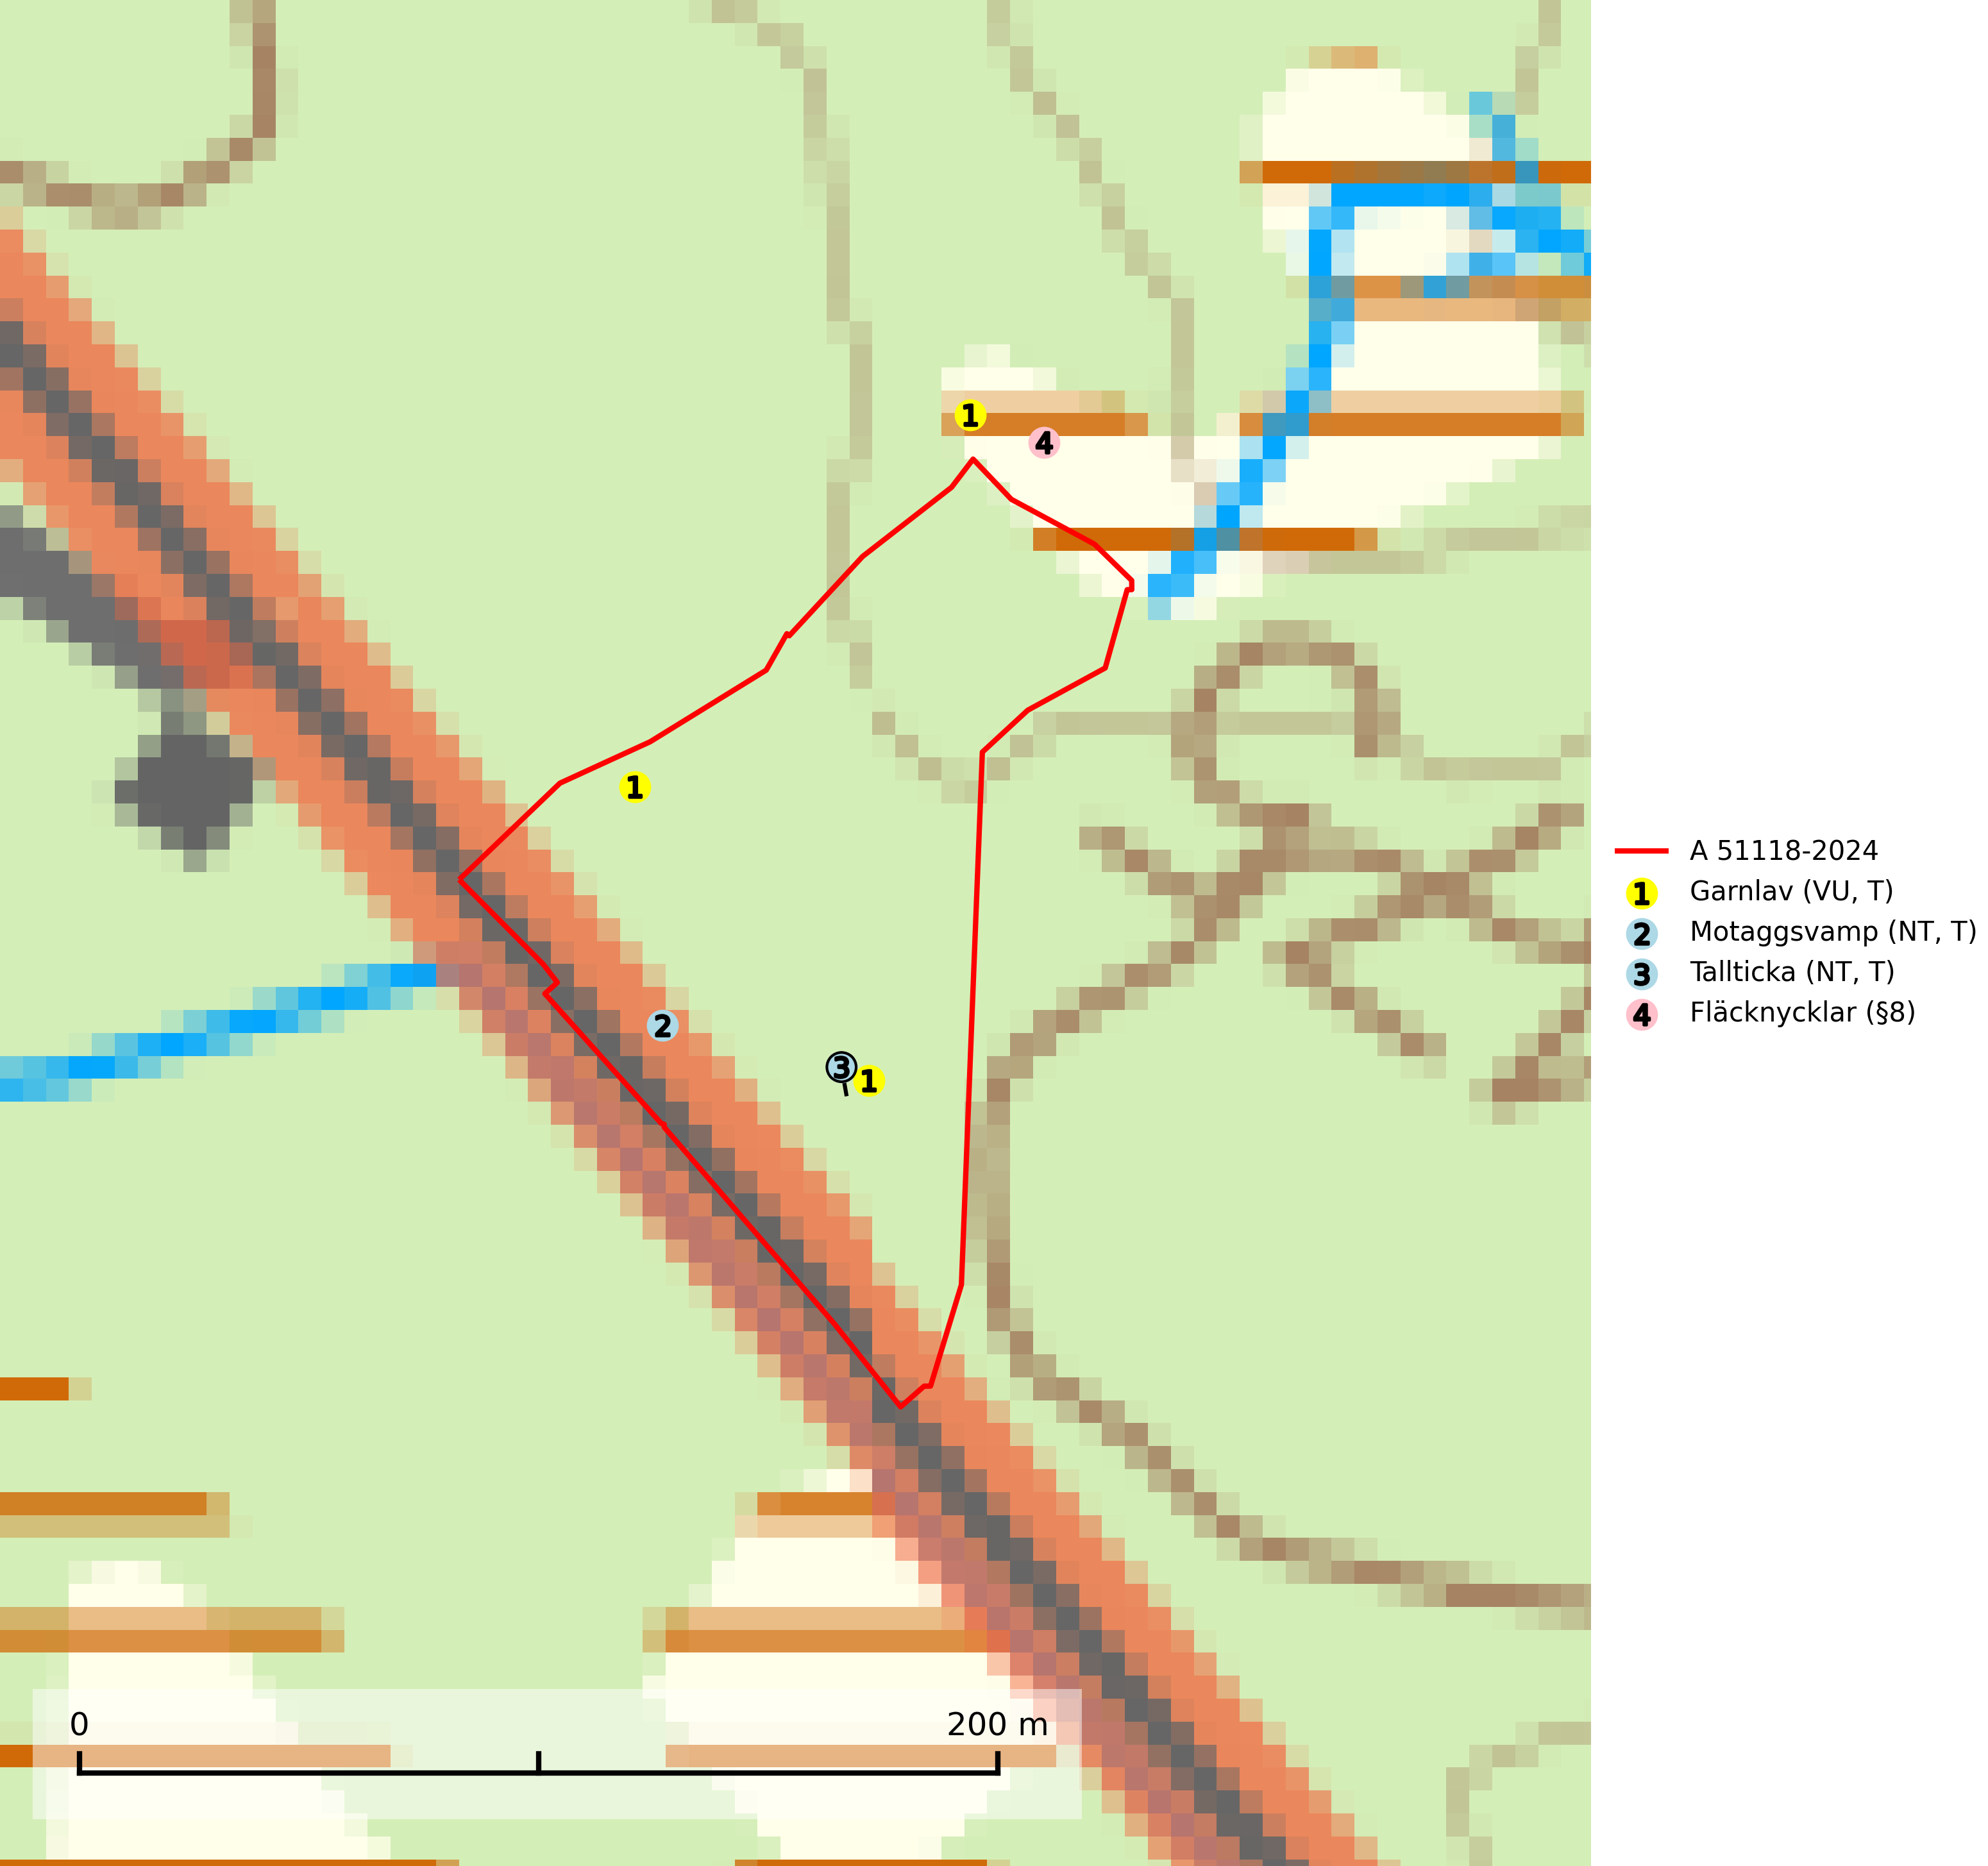 1
4
1
2
3
1
A 51118-2024
1 Garnlav (VU, T)
2 Motaggsvamp (NT, T)
3 Tallticka (NT, T)
4 Fläcknycklar (§8)
0 200 m